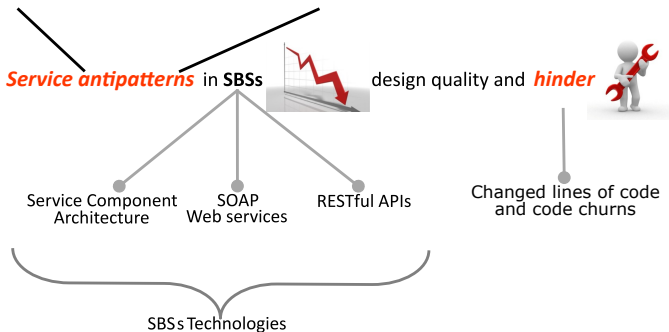 Service antipatterns in SBSs design quality and hinder
Service Component
Architecture
SOAP
Web services
RESTful APIs
Changed lines of code
and code churns
SBSs Technologies